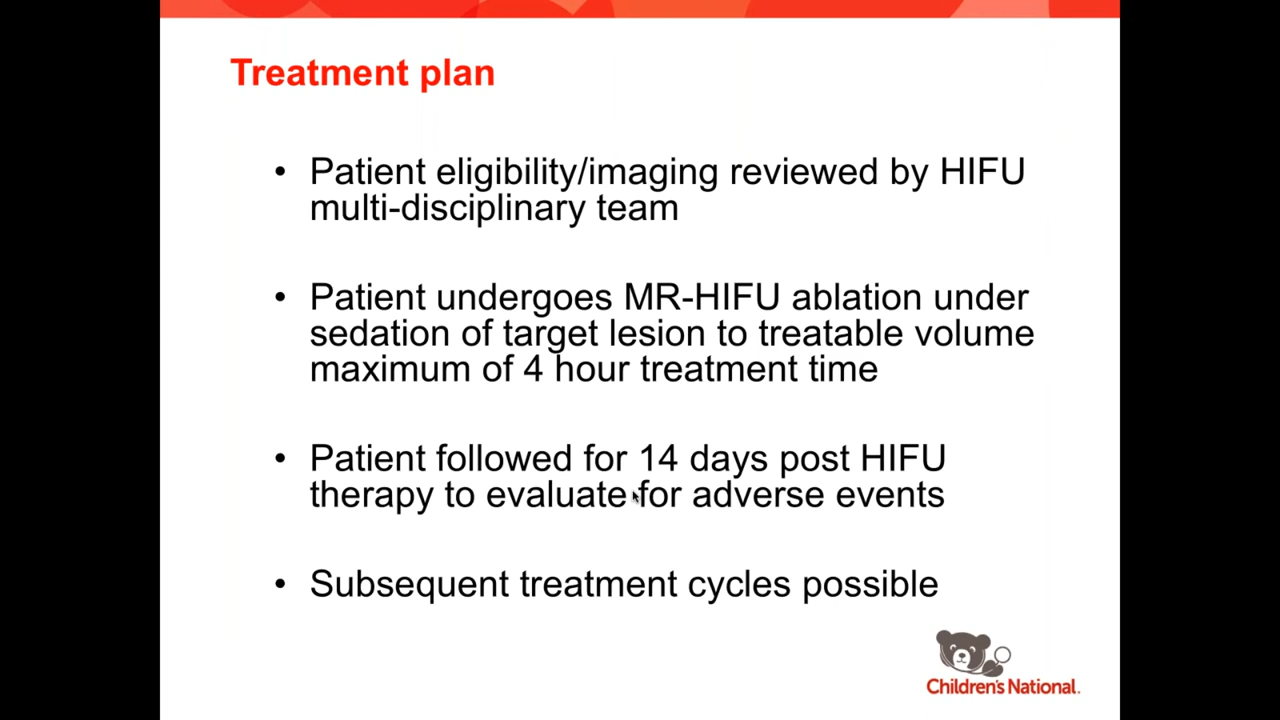 Treatment plan
• Patient eligibility/imaging reviewed by HIFU
multi-disciplinary team
• Patient undergoes MR-HIFU ablation under
sedation of target lesion to treatable volume
maximum of 4 hour treatment time
• Patient followed for 14 days post HIFU
therapy to evaluate for adverse events
• Subsequent treatment cycles possible
Children's National.